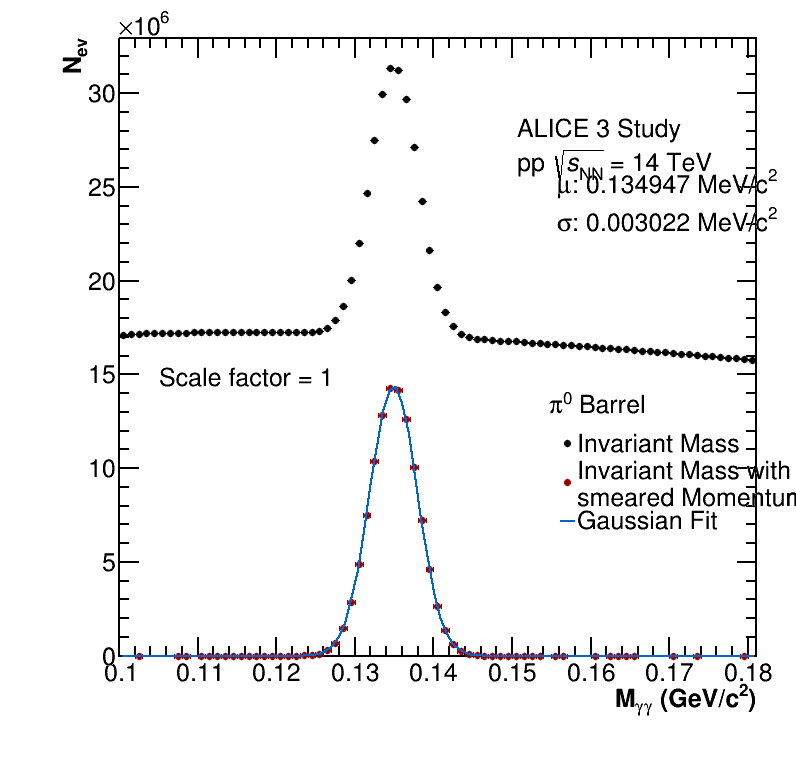 ×10⁶
N_ev
30
25
20
15
10
5
0
ALICE 3 Study
pp √s_NN = 14 TeV
μ: 0.134947 MeV/c²
σ: 0.003022 MeV/c²
Scale factor = 1
π⁰ Barrel
Invariant Mass
Invariant Mass with
smeared Momentum
Gaussian Fit
0.1 0.11 0.12 0.13 0.14 0.15 0.16 0.17 0.18
M_γγ (GeV/c²)